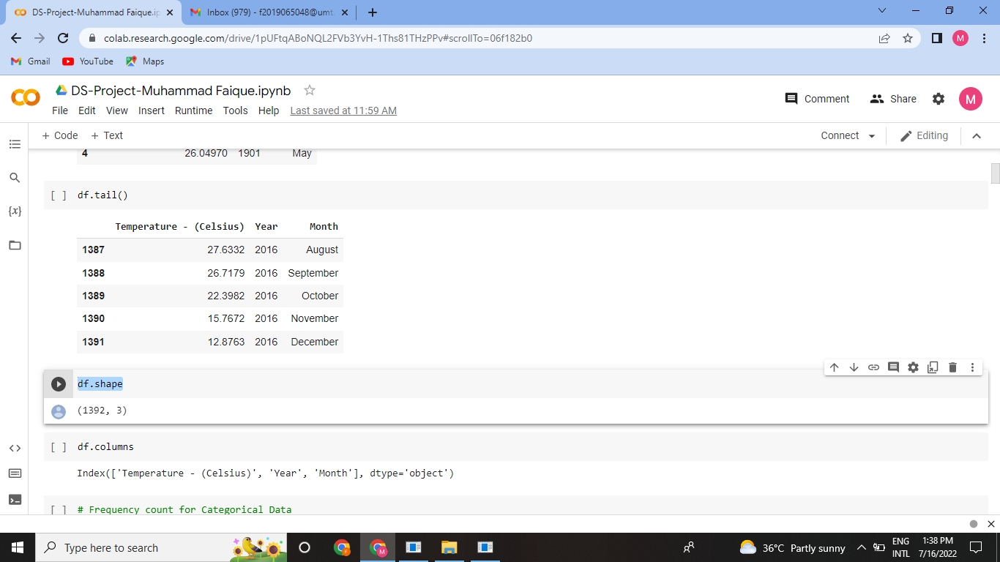 DS-Project-Muhammad Faique.ip
Inbox (979) - f2019065048@umt.
colab.research.google.com/drive/1pUFtqABoNQL2FVb3YvH-1Ths81THzPPv#scrollTo=06f182b0
M
Gmail YouTube Maps
DS-Project-Muhammad Faique.ipynb
Comment Share M
File Edit View Insert Runtime Tools Help Last saved at 11:59 AM
+ Code + Text Connect Editing
4 26.04970 1901 May
[ ] df.tail()
{x}
Temperature - (Celsius) Year Month
1387 27.6332 2016 August
1388 26.7179 2016 September
1389 22.3982 2016 October
1390 15.7672 2016 November
1391 12.8763 2016 December
df.shape
(1392, 3)
[ ] df.columns
Index(['Temperature - (Celsius)', 'Year', 'Month'], dtype='object')
[ ] # Frequency count for Categorical Data
Type here to search
F M
36°C Partly sunny
ENG
INTL
1:38 PM
7/16/2022